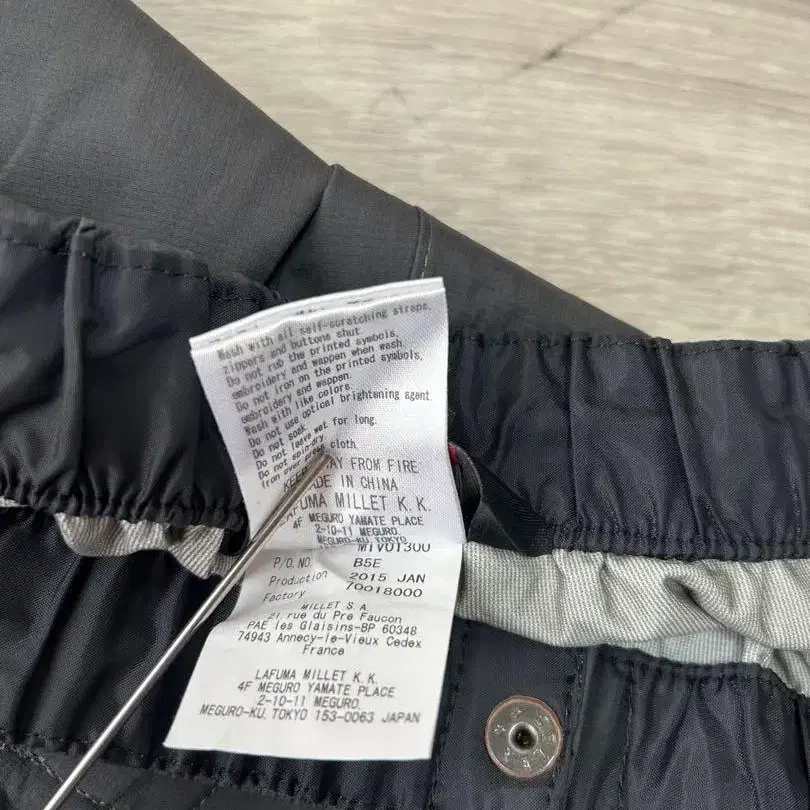 Wash with all self-scratching straps,
zippers and buttons shut.
Do not rub the printed symbols,
embroidery and wappen when wash.
Do not iron on the printed symbols,
embroidery and wappen.
Wash with like colors.
Do not use optical brightening agent.
Do not soak.
Do not leave wet for long.
Do not spin-dry
Iron over press cloth.
KEEP AWAY FROM FIRE
MADE IN CHINA
LAFUMA MILLET K.K.
4F MEGURO YAMATE PLACE
2-10-11 MEGURO.
MEGURO-KU.TOKYO
MIV01300
P/O.NO. B5E
Production 2015 JAN
Factory 70018000
MILLET S.A.
21,rue du Pre Faucon
PAE les Glaisins-BP 60348
74943 Annecy-le-Vieux Cedex
France
LAFUMA MILLET K.K.
4F MEGURO YAMATE PLACE
2-10-11 MEGURO.
MEGURO-KU.TOKYO 153-0063 JAPAN